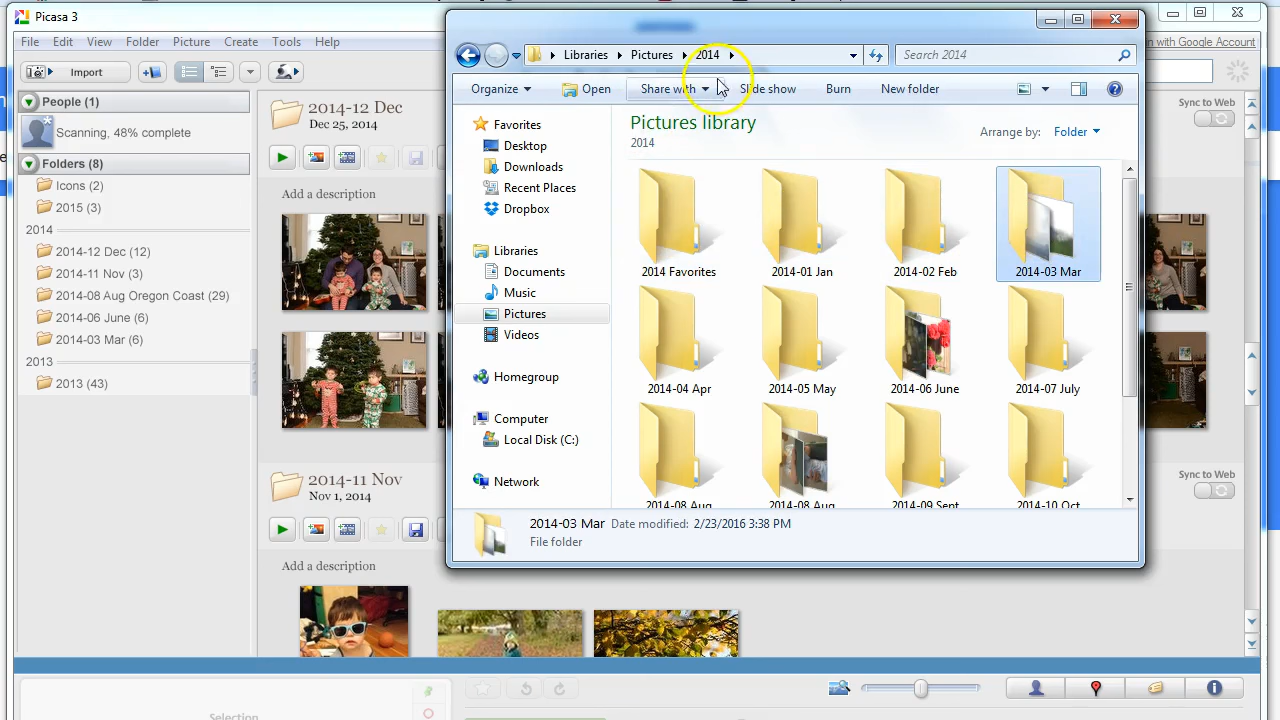 Picasa 3
File Edit View Folder Picture Create Tools Help
n with Google Account
Import
People (1)
Scanning, 48% complete
Folders (8)
Icons (2)
2015 (3)
2014
2014-12 Dec (12)
2014-11 Nov (3)
2014-08 Aug Oregon Coast (29)
2014-06 June (6)
2014-03 Mar (6)
2013
2013 (43)
2014-12 Dec
Dec 25, 2014
Sync to Web
Add a description
2014-11 Nov
Nov 1, 2014
Sync to Web
Add a description
Selection
Libraries Pictures 2014
Search 2014
Organize Open Share with Slide show Burn New folder
Favorites
Desktop
Downloads
Recent Places
Dropbox
Libraries
Documents
Music
Pictures
Videos
Homegroup
Computer
Local Disk (C:)
Network
Pictures library
2014
Arrange by: Folder
2014 Favorites 2014-01 Jan 2014-02 Feb 2014-03 Mar
2014-04 Apr 2014-05 May 2014-06 June 2014-07 July
2014-08 Aug 2014-08 Aug 2014-09 Sept 2014-10 Oct
2014-03 Mar Date modified: 2/23/2016 3:38 PM
File folder